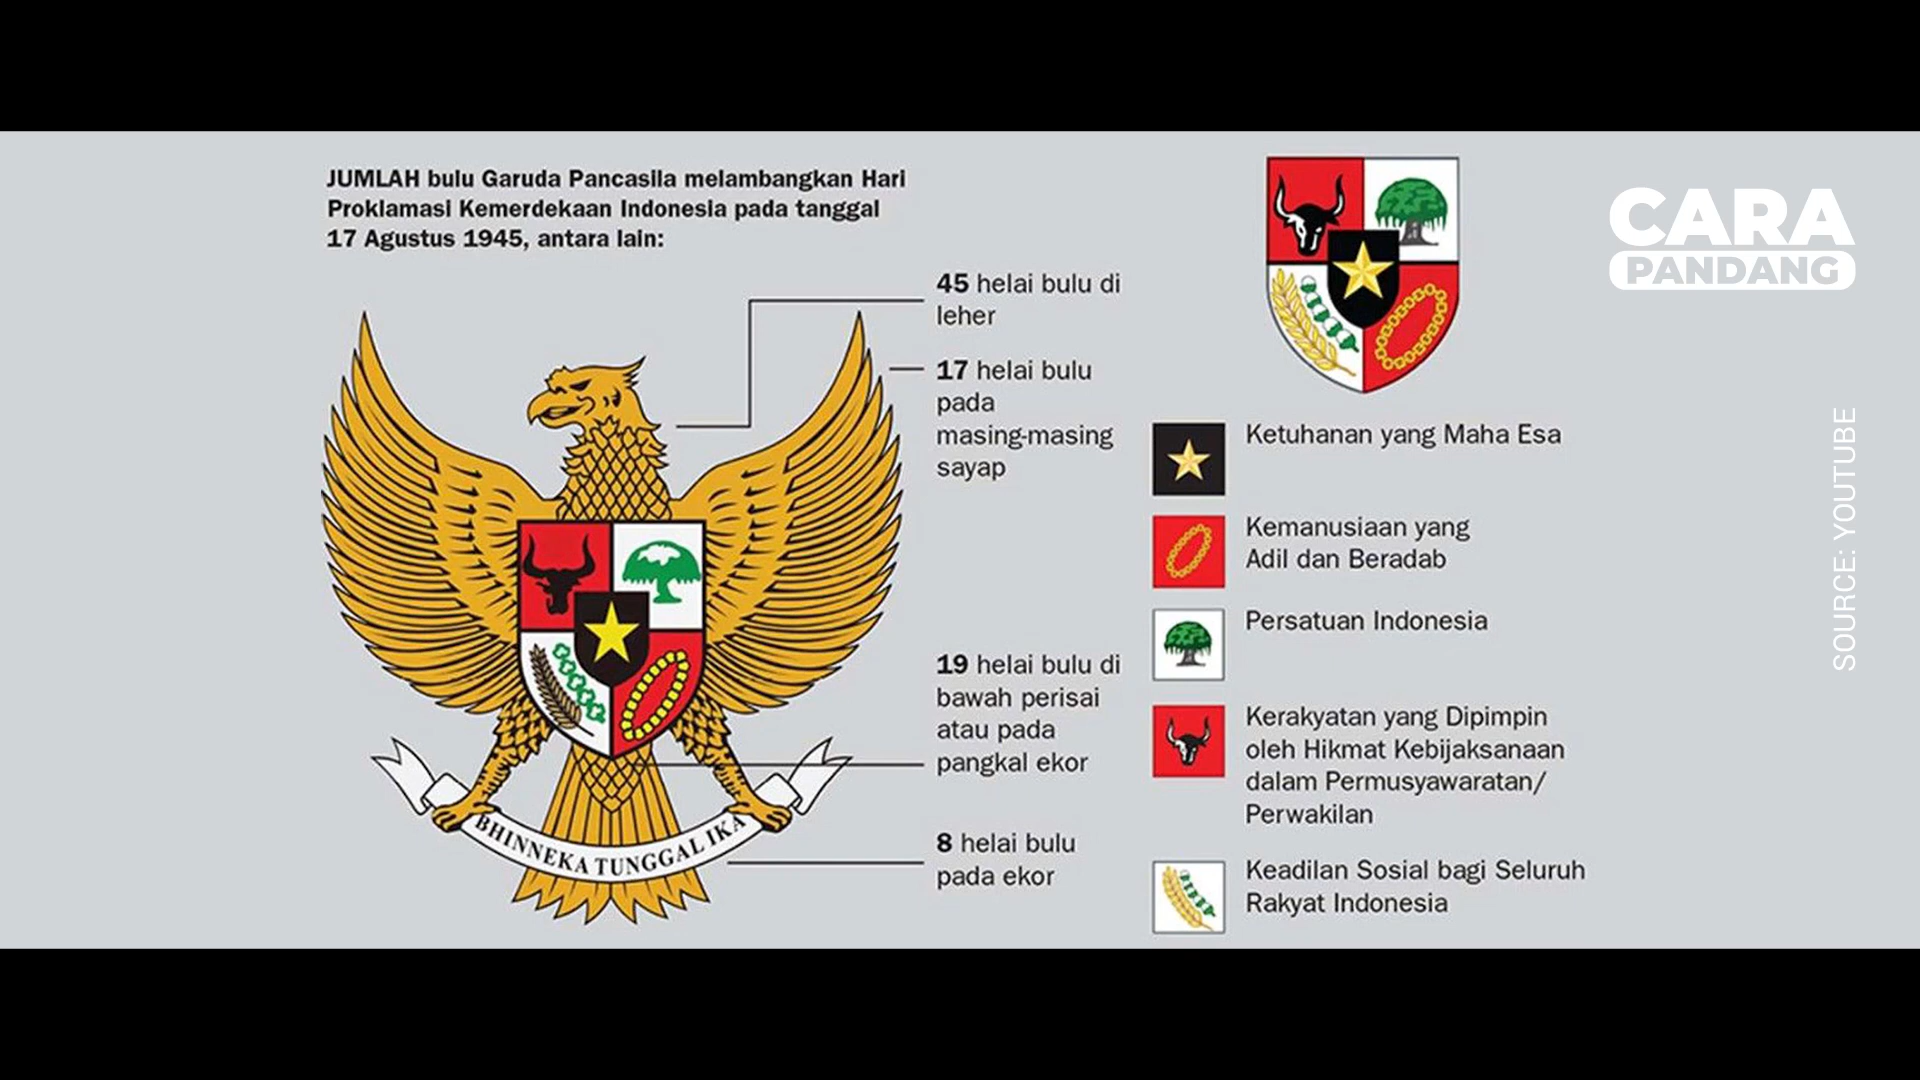 JUMLAH bulu Garuda Pancasila melambangkan Hari
Proklamasi Kemerdekaan Indonesia pada tanggal
17 Agustus 1945, antara lain:
45 helai bulu di
leher
17 helai bulu
pada
masing-masing
sayap
19 helai bulu di
bawah perisai
atau pada
pangkal ekor
8 helai bulu
pada ekor
BHINNEKA TUNGGAL IKA
Ketuhanan yang Maha Esa
Kemanusiaan yang
Adil dan Beradab
Persatuan Indonesia
Kerakyatan yang Dipimpin
oleh Hikmat Kebijaksanaan
dalam Permusyawaratan/
Perwakilan
Keadilan Sosial bagi Seluruh
Rakyat Indonesia
CARA
PANDANG
SOURCE: YOUTUBE